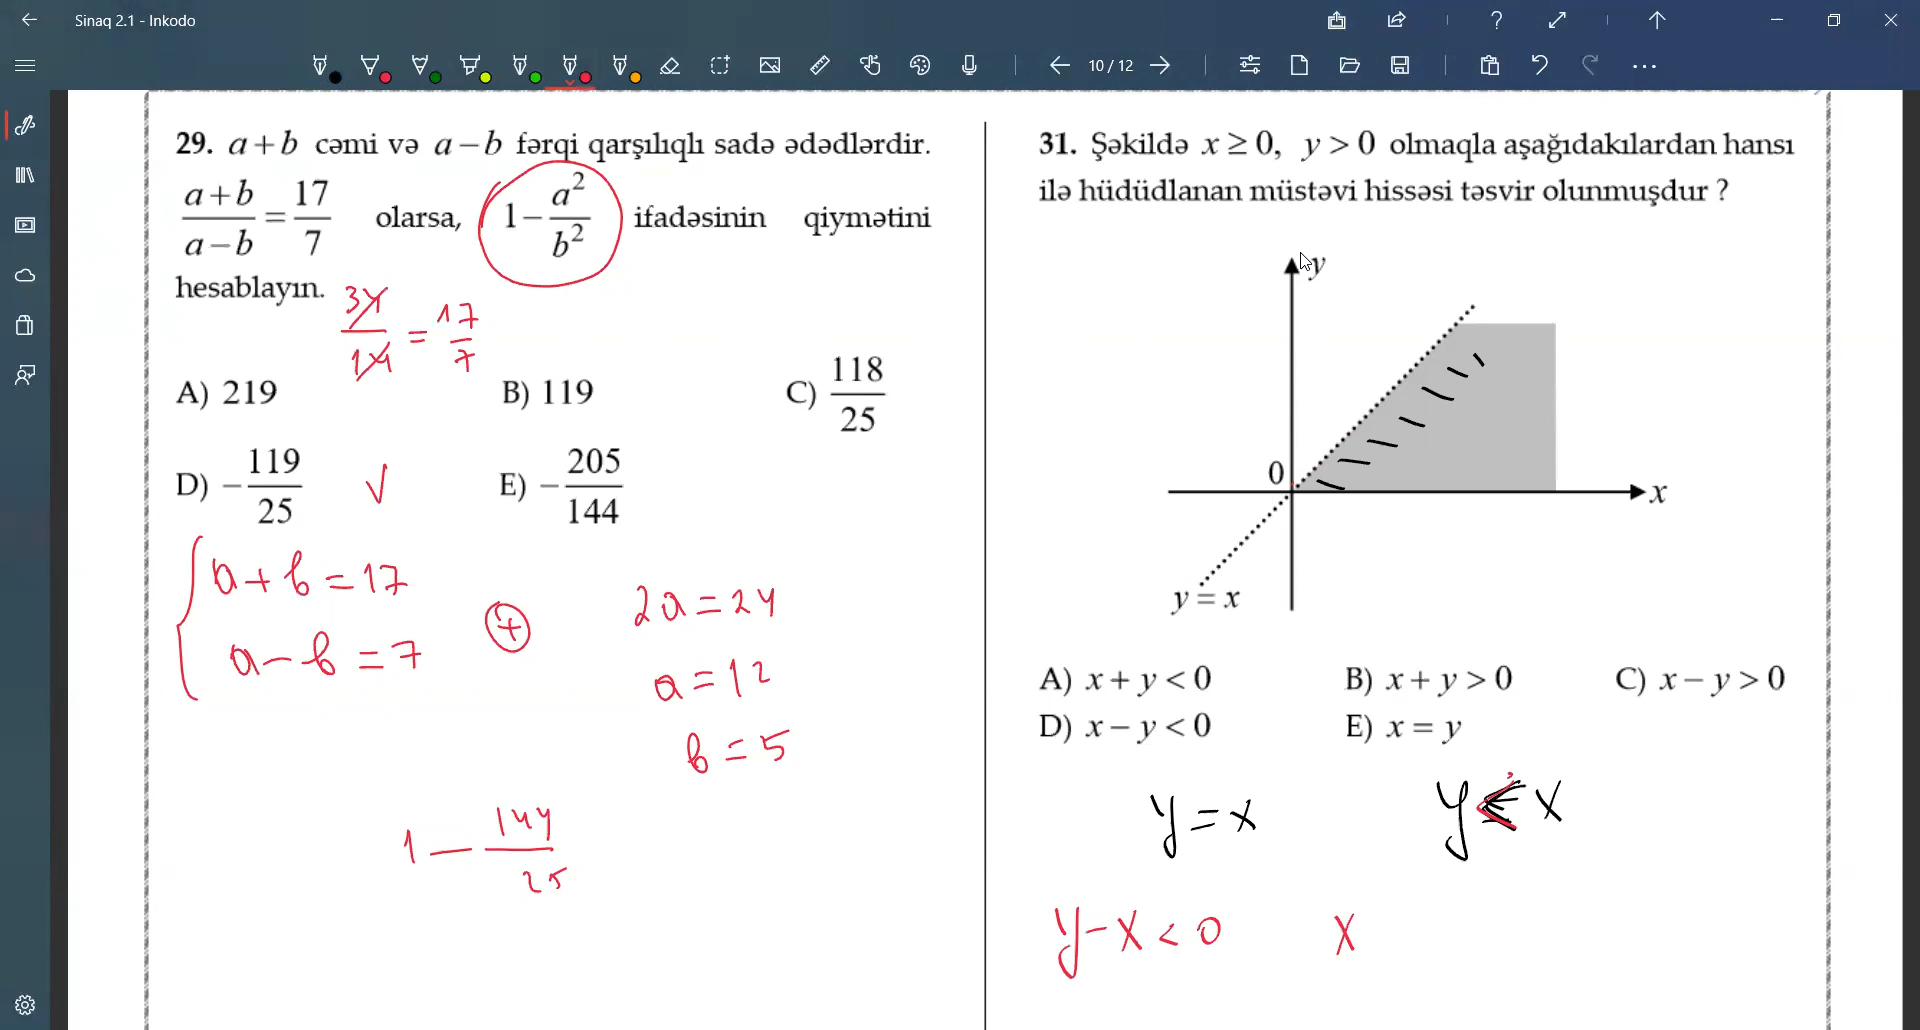 Sinaq 2.1 - Inkodo
10 / 12
29. a + b cəmi və a − b fərqi qarşılıqlı sadə ədədlərdir.
(a + b)/(a − b) = 17/7 olarsa, 1 − a²/b² ifadəsinin qiymətini
hesablayın.
34/14 = 17/7
A) 219 B) 119 C) 118/25
D) − 119/25 √ E) − 205/144
a + b = 17
a − b = 7
+
2a = 24
a = 12
b = 5
1 − 144/25
31. Şəkildə x ≥ 0, y > 0 olmaqla aşağıdakılardan hansı
ilə hüdüdlanan müstəvi hissəsi təsvir olunmuşdur ?
y
0
x
y = x
A) x + y < 0 B) x + y > 0 C) x − y > 0
D) x − y < 0 E) x = y
y = x y < x
y − x < 0 x